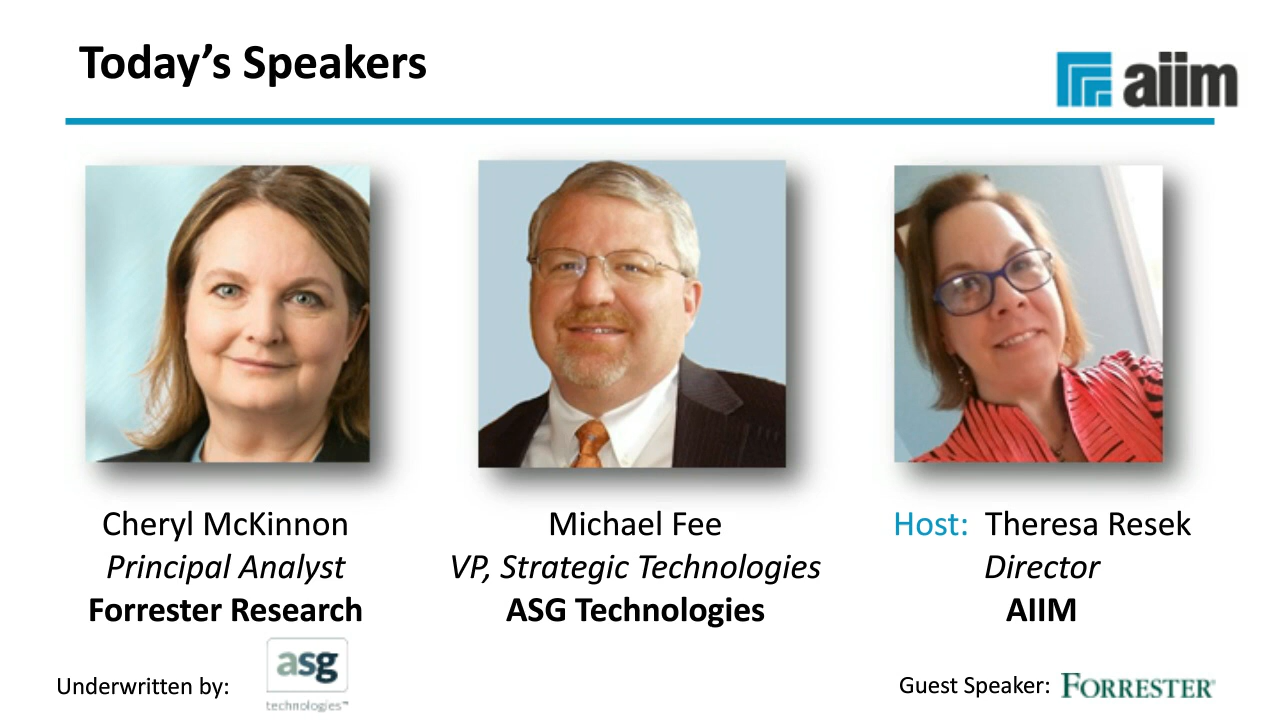 Today's Speakers
aiim
Cheryl McKinnon
Principal Analyst
Forrester Research
Michael Fee
VP, Strategic Technologies
ASG Technologies
Host: Theresa Resek
Director
AIIM
Underwritten by:
asg
technologies™
Guest Speaker: FORRESTER®